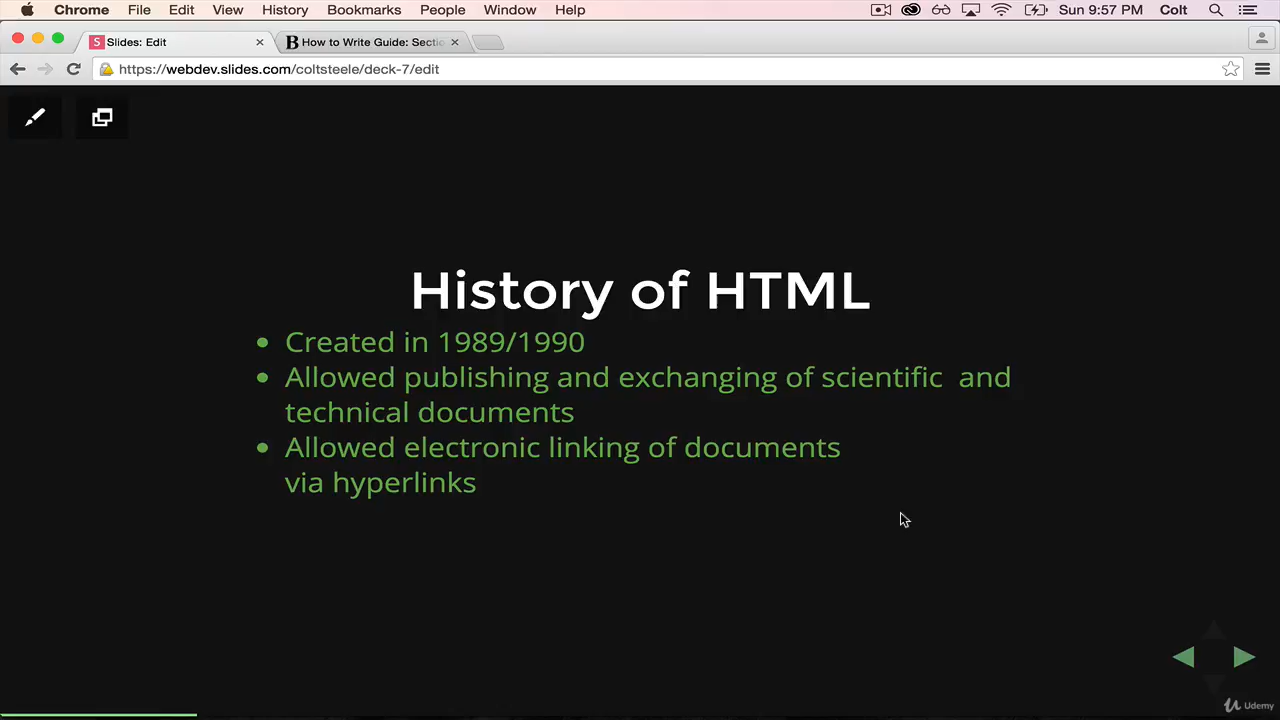 Chrome File Edit View History Bookmarks People Window Help Sun 9:57 PM Colt
S Slides: Edit B How to Write Guide: Sectio
https://webdev.slides.com/coltsteele/deck-7/edit
History of HTML
Created in 1989/1990
Allowed publishing and exchanging of scientific and
technical documents
Allowed electronic linking of documents
via hyperlinks
Udemy